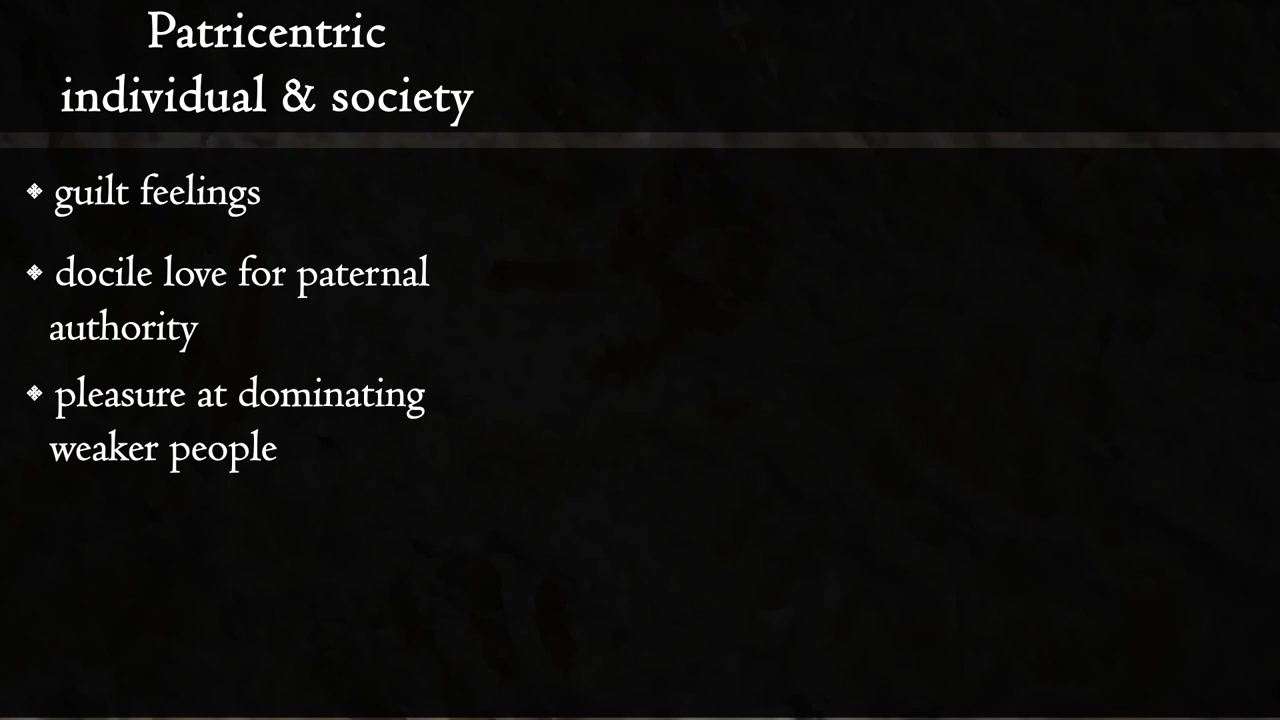 Patricentric
individual & society
❖ guilt feelings
❖ docile love for paternal
authority
❖ pleasure at dominating
weaker people